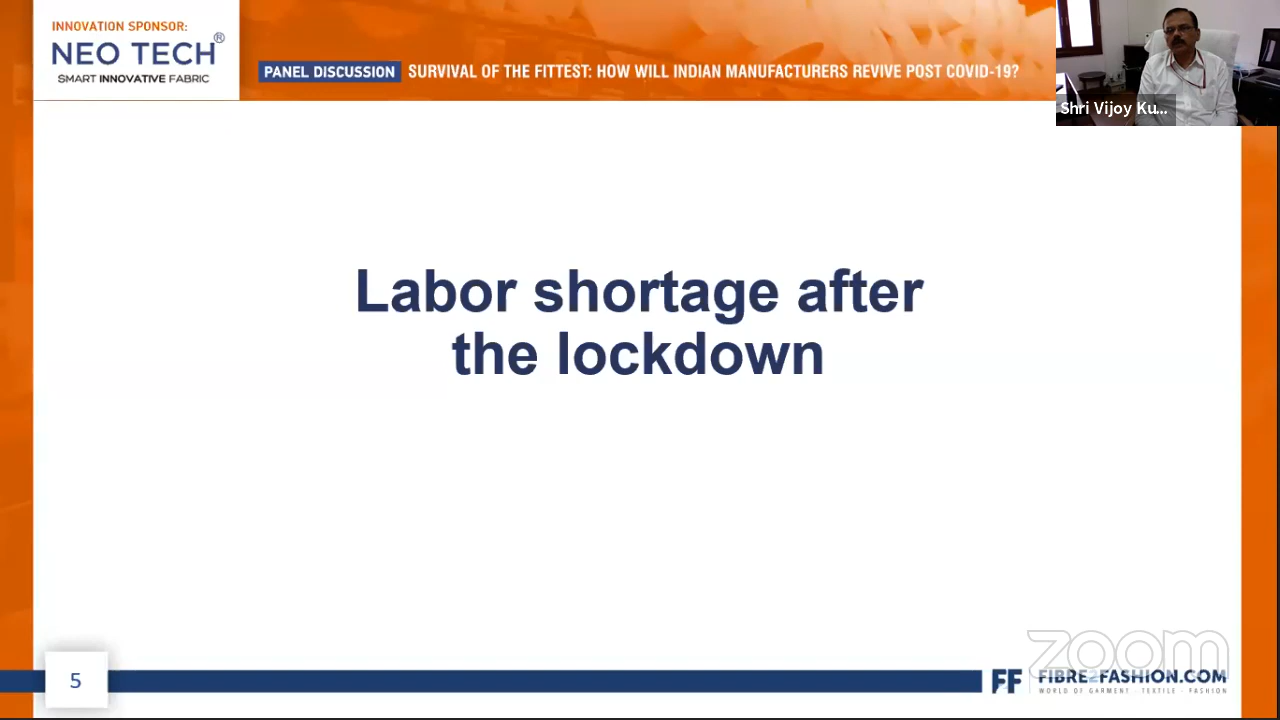 INNOVATION SPONSOR:
NEO TECH®
SMART INNOVATIVE FABRIC
PANEL DISCUSSION SURVIVAL OF THE FITTEST: HOW WILL INDIAN MANUFACTURERS REVIVE POST COVID-19?
Shri Vijoy Ku...
Labor shortage after
the lockdown
zoom
5
FF FIBRE2FASHION.COM
WORLD OF GARMENT - TEXTILE - FASHION